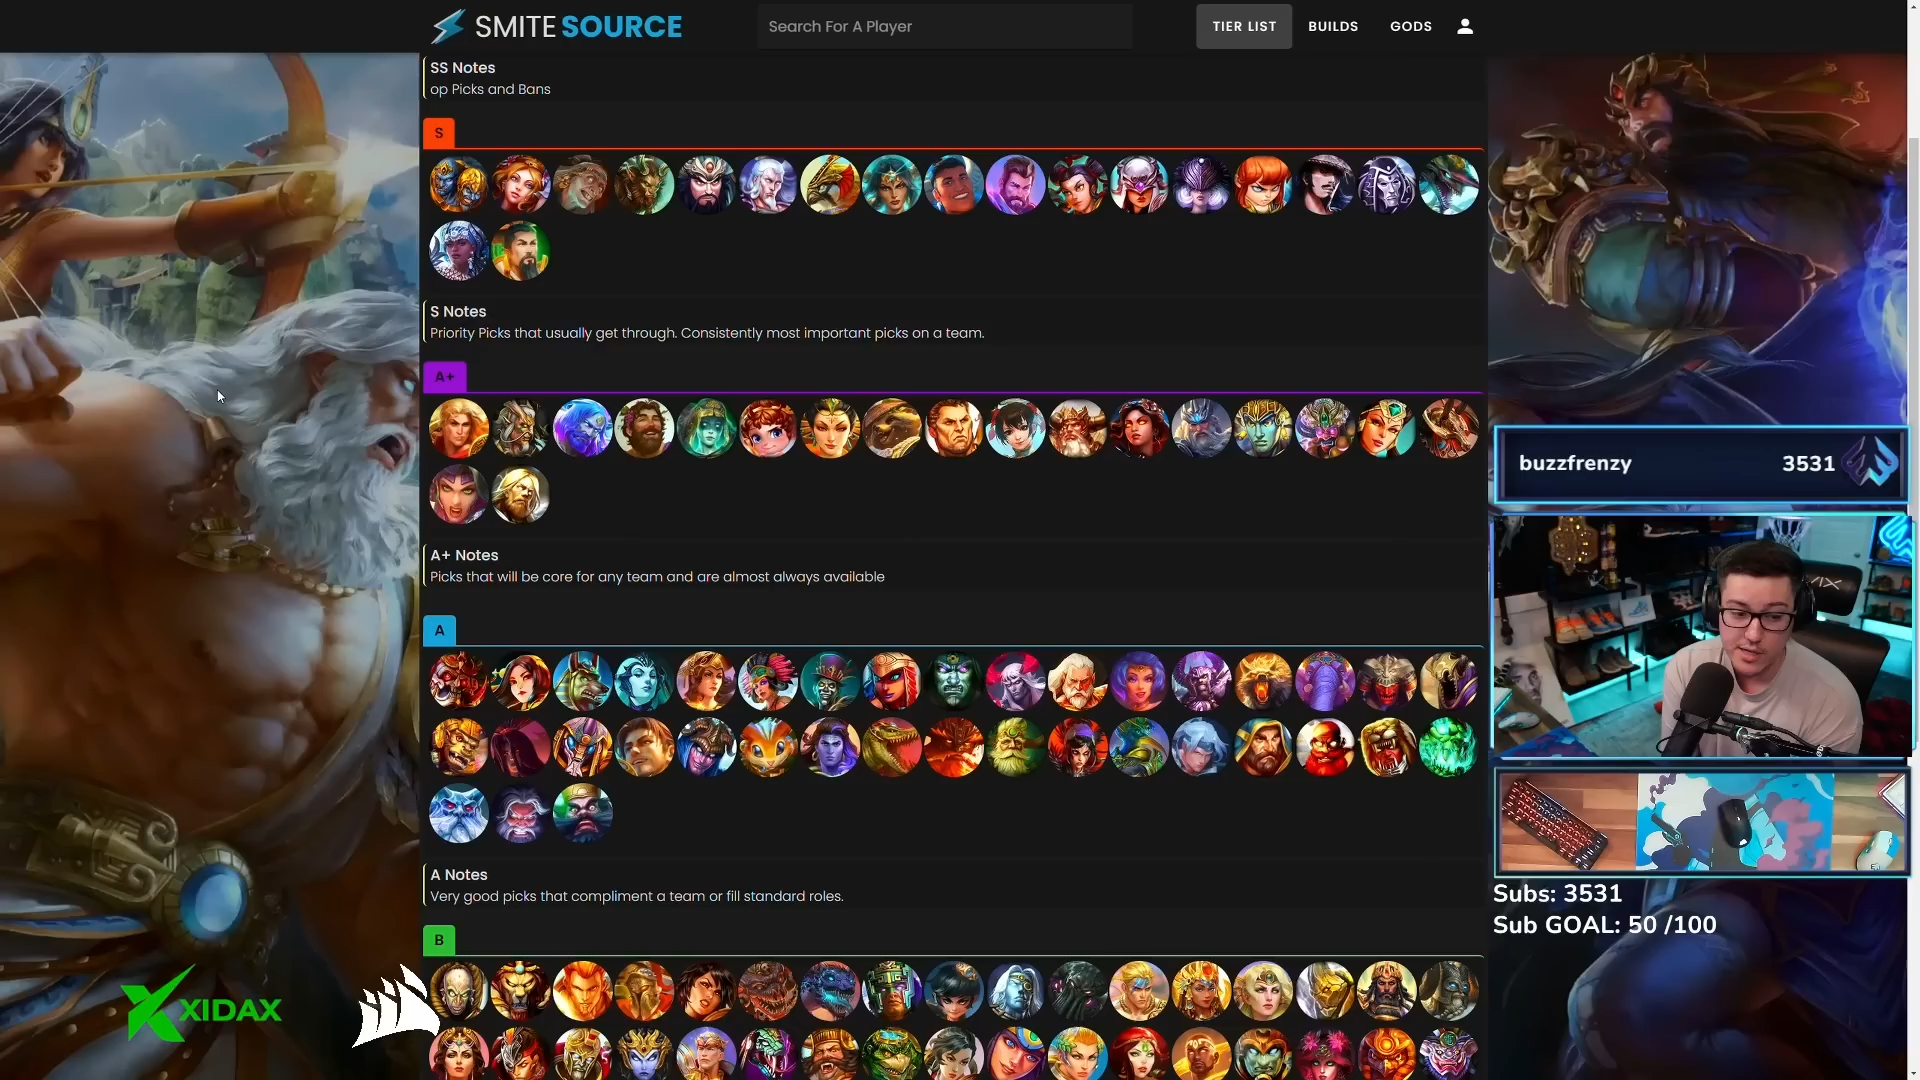 SMITE SOURCE
Search For A Player
TIER LIST
BUILDS
GODS
SS Notes
op Picks and Bans
S
S Notes
Priority Picks that usually get through. Consistently most important picks on a team.
A+
A+ Notes
Picks that will be core for any team and are almost always available
A
A Notes
Very good picks that compliment a team or fill standard roles.
B
buzzfrenzy
3531
Subs: 3531
Sub GOAL: 50 /100
XIDAX